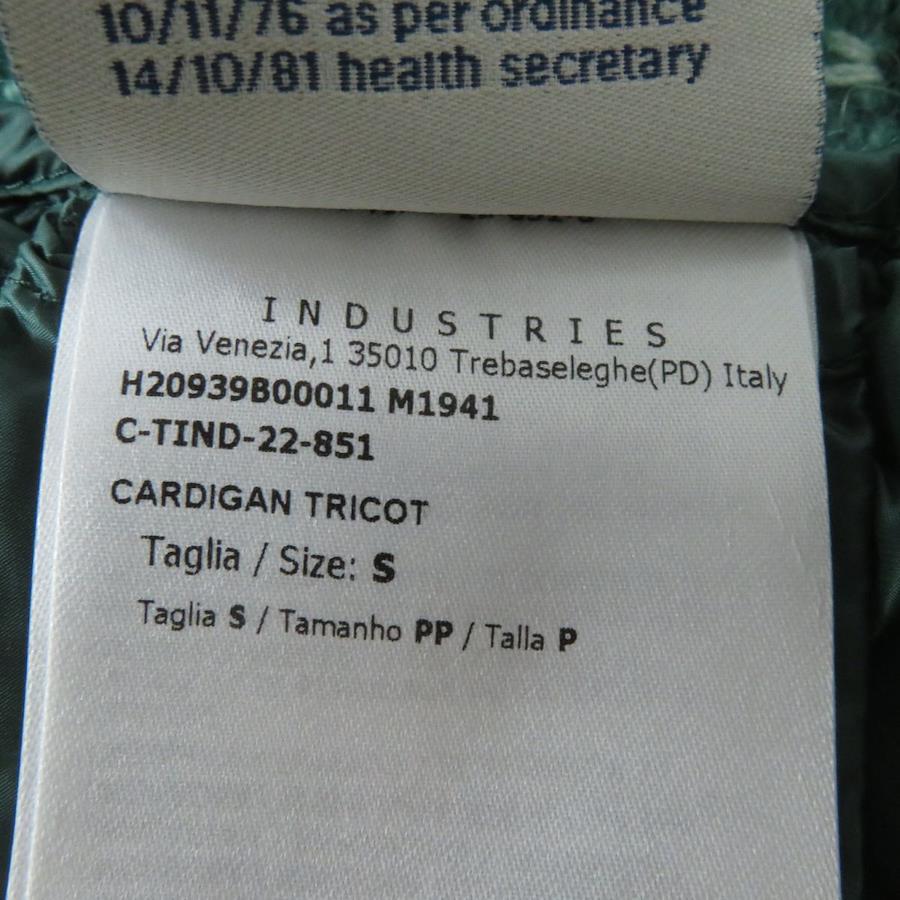 10/11/76 as per ordinance
14/10/81 health secretary
INDUSTRIES
Via Venezia,1 35010 Trebaseleghe(PD) Italy
H20939B00011 M1941
C-TIND-22-851
CARDIGAN TRICOT
Taglia / Size: S
Taglia S / Tamanho PP / Talla P